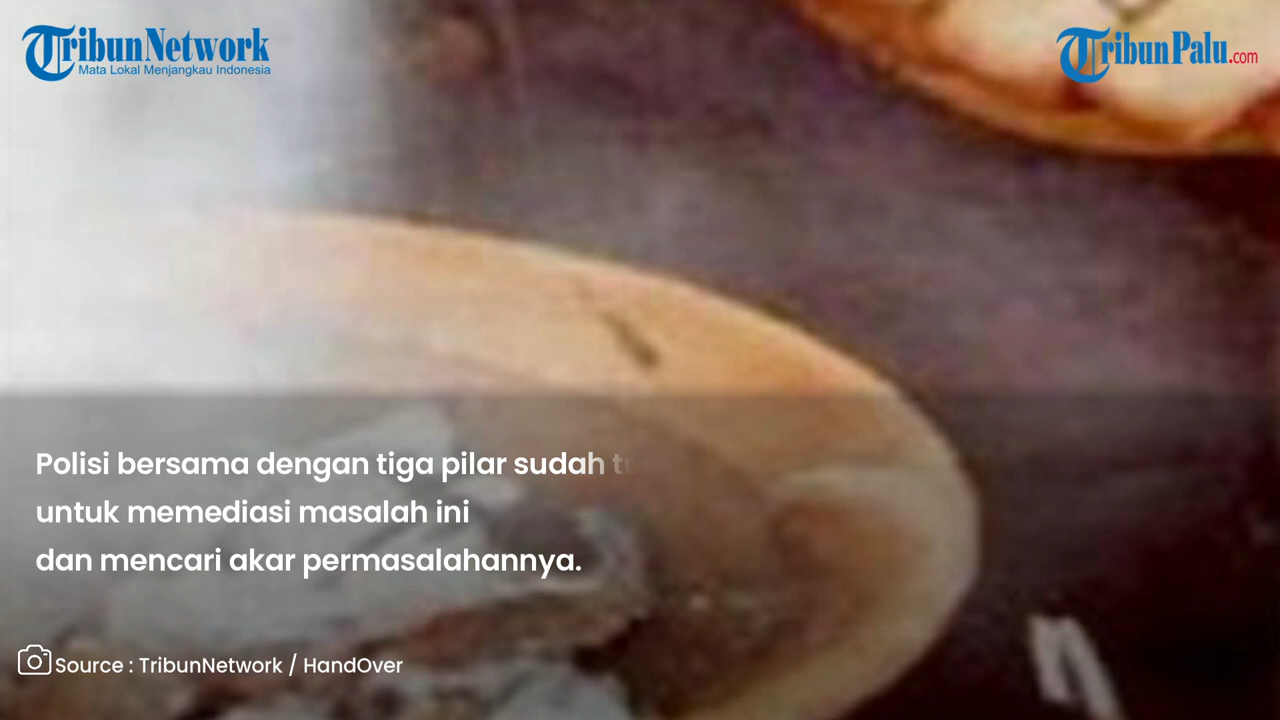 TribunNetwork
Mata Lokal Menjangkau Indonesia
TribunPalu.com
Polisi bersama dengan tiga pilar sudah
untuk memediasi masalah ini
dan mencari akar permasalahannya.
Source : TribunNetwork / HandOver